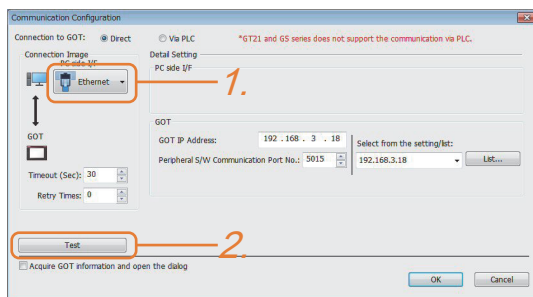 Communication Configuration
Connection to GOT: Direct Via PLC *GT21 and GS series does not support the communication via PLC.
Connection Image Detail Setting
PC side I/F PC side I/F
Ethernet 1.
GOT
GOT IP Address: 192 .168 . 3 . 18 Select from the setting/list:
GOT Peripheral S/W Communication Port No.: 5015 192.168.3.18 List...
Timeout (Sec): 30
Retry Times: 0
Test 2.
Acquire GOT information and open the dialog
OK Cancel